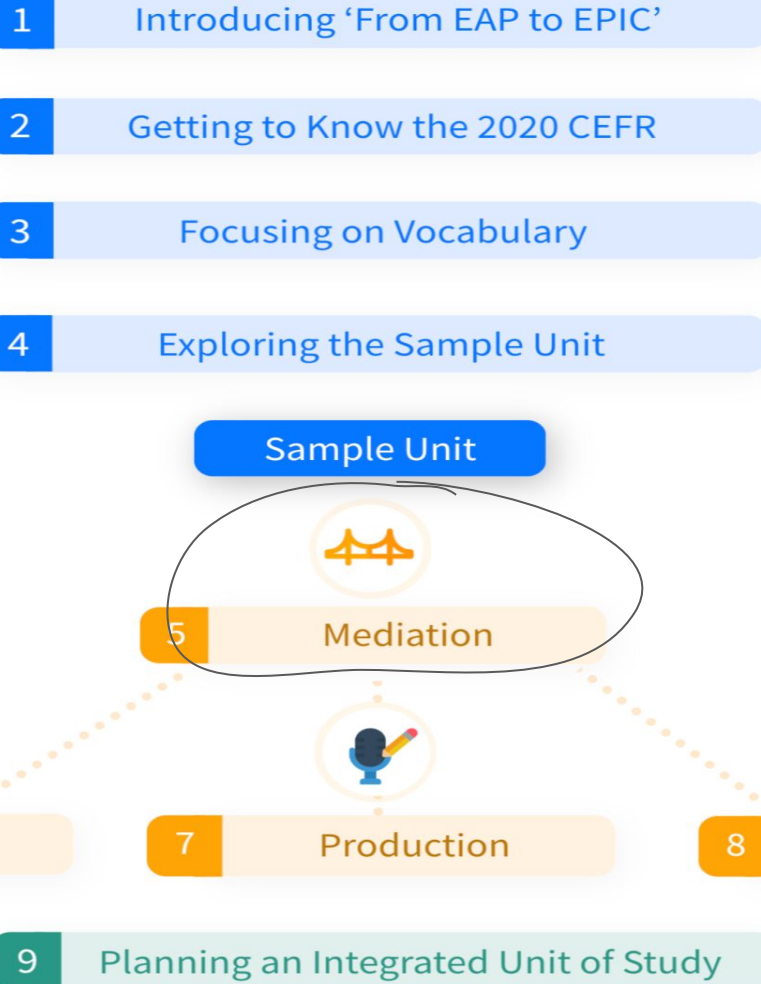 1 Introducing ‘From EAP to EPIC’
2 Getting to Know the 2020 CEFR
3 Focusing on Vocabulary
4 Exploring the Sample Unit
Sample Unit
5 Mediation
7 Production
8
9 Planning an Integrated Unit of Study